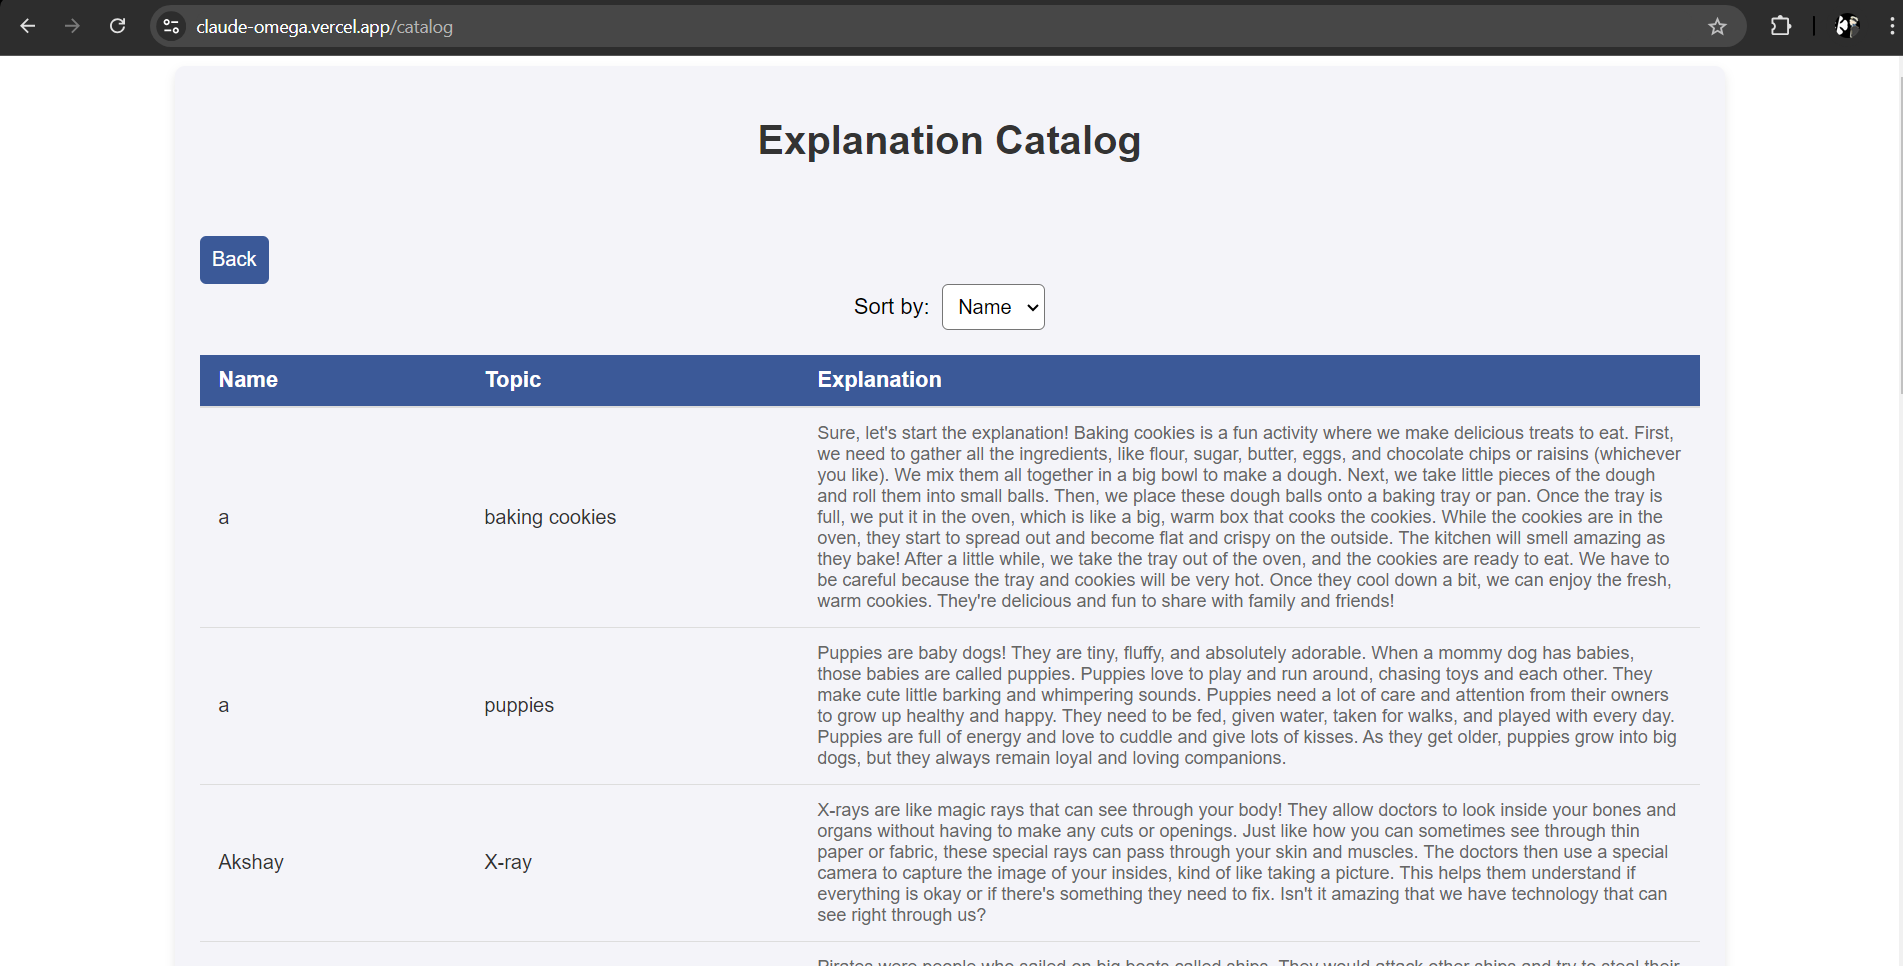 claude-omega.vercel.app/catalog
Explanation Catalog
Back
Sort by: Name
Name Topic Explanation
Sure, let's start the explanation! Baking cookies is a fun activity where we make delicious treats to eat. First,
we need to gather all the ingredients, like flour, sugar, butter, eggs, and chocolate chips or raisins (whichever
you like). We mix them all together in a big bowl to make a dough. Next, we take little pieces of the dough
and roll them into small balls. Then, we place these dough balls onto a baking tray or pan. Once the tray is
full, we put it in the oven, which is like a big, warm box that cooks the cookies. While the cookies are in the
a baking cookies
oven, they start to spread out and become flat and crispy on the outside. The kitchen will smell amazing as
they bake! After a little while, we take the tray out of the oven, and the cookies are ready to eat. We have to
be careful because the tray and cookies will be very hot. Once they cool down a bit, we can enjoy the fresh,
warm cookies. They're delicious and fun to share with family and friends!
a puppies
Puppies are baby dogs! They are tiny, fluffy, and absolutely adorable. When a mommy dog has babies,
those babies are called puppies. Puppies love to play and run around, chasing toys and each other. They
make cute little barking and whimpering sounds. Puppies need a lot of care and attention from their owners
to grow up healthy and happy. They need to be fed, given water, taken for walks, and played with every day.
Puppies are full of energy and love to cuddle and give lots of kisses. As they get older, puppies grow into big
dogs, but they always remain loyal and loving companions.
Akshay X-ray
X-rays are like magic rays that can see through your body! They allow doctors to look inside your bones and
organs without having to make any cuts or openings. Just like how you can sometimes see through thin
paper or fabric, these special rays can pass through your skin and muscles. The doctors then use a special
camera to capture the image of your insides, kind of like taking a picture. This helps them understand if
everything is okay or if there's something they need to fix. Isn't it amazing that we have technology that can
see right through us?
Pirates were people who sailed on big boats called ships. They would attack other ships and try to steal their